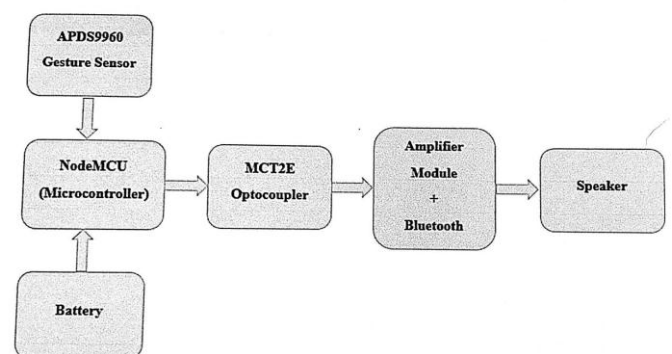 APDS9960
Gesture Sensor
NodeMCU
(Microcontroller)
MCT2E
Optocoupler
Amplifier
Module
+
Bluetooth
Speaker
Battery